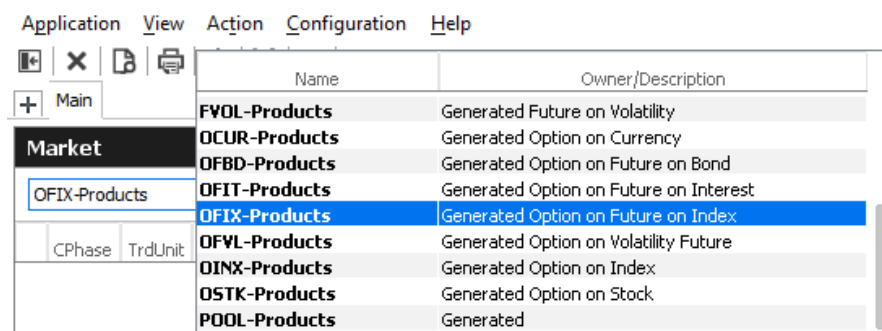 Application View Action Configuration Help
Name Owner/Description
Main
FVOL-Products Generated Future on Volatility
OCUR-Products Generated Option on Currency
Market
OFBD-Products Generated Option on Future on Bond
OFIX-Products
OFIT-Products Generated Option on Future on Interest
OFIX-Products Generated Option on Future on Index
CPhase TrdUnit
OFVL-Products Generated Option on Volatility Future
OINX-Products Generated Option on Index
OSTK-Products Generated Option on Stock
POOL-Products Generated